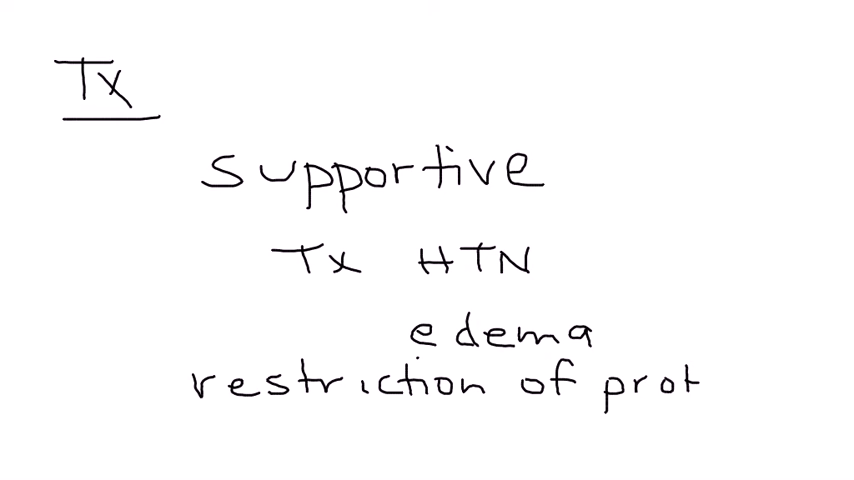 Tx
supportive
Tx HTN
edema
restriction of prot